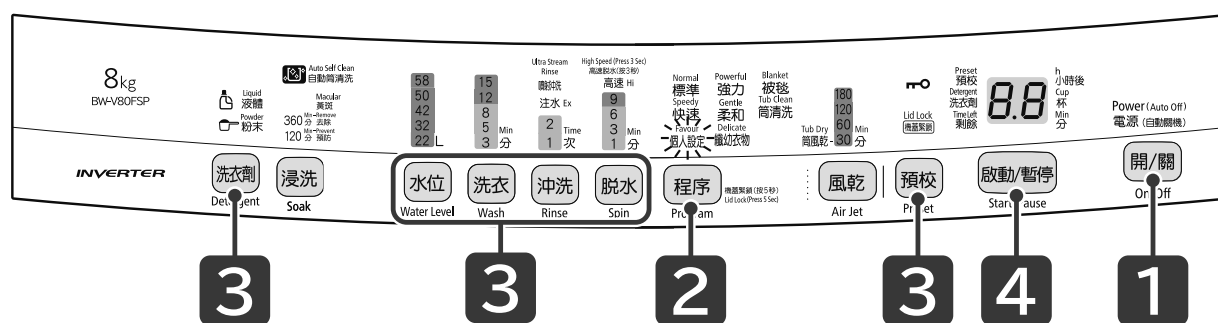 8kg
BW-V80FSP
INVERTER
Liquid
液體
Powder
粉末
Auto Self Clean
自動筒清洗
Macular
黃斑
360 Min-Remove
分 去除
120 Min-Prevent
分 預防
洗衣劑
Detergent
浸洗
Soak
58
50
42
32
22 L
水位
Water Level
15
12
8
5 Min
3 分
洗衣
Wash
Ultra Stream
Rinse
噴射洗
注水 Ex
2 Time
1 次
沖洗
Rinse
High Speed (Press 3 Sec)
高速脫水(按3秒)
高速 Hi
9
6
3 Min
1 分
脫水
Spin
Normal
標準
Speedy
快速
Favour
個人設定
Powerful
強力
Gentle
柔和
Delicate
纖幼衣物
Blanket
被毯
Tub Clean
筒清洗
程序
Program
機蓋緊鎖(按5秒)
Lid Lock(Press 5 Sec)
180
120
Tub Dry 60 Min
筒風乾- 30 分
風乾
Air Jet
Lid Lock
機蓋緊鎖
預校
Preset
Preset
預校
Detergent
洗衣劑
Time Left
剩餘
8.8
h
小時後
Cup
杯
Min
分
啟動/暫停
Start/Pause
Power (Auto Off)
電源 (自動關機)
開/關
On/Off
3
3
2
3
4
1